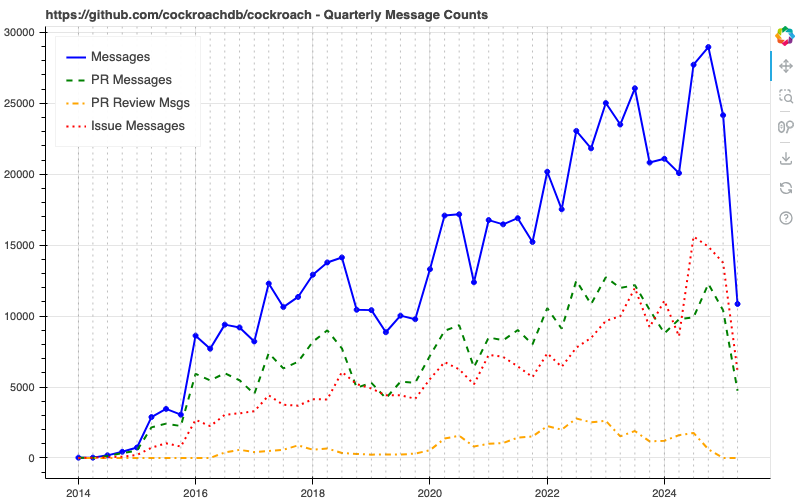 https://github.com/cockroachdb/cockroach - Quarterly Message Counts
Messages
PR Messages
PR Review Msgs
Issue Messages
30000
25000
20000
15000
10000
5000
0
2014
2016
2018
2020
2022
2024